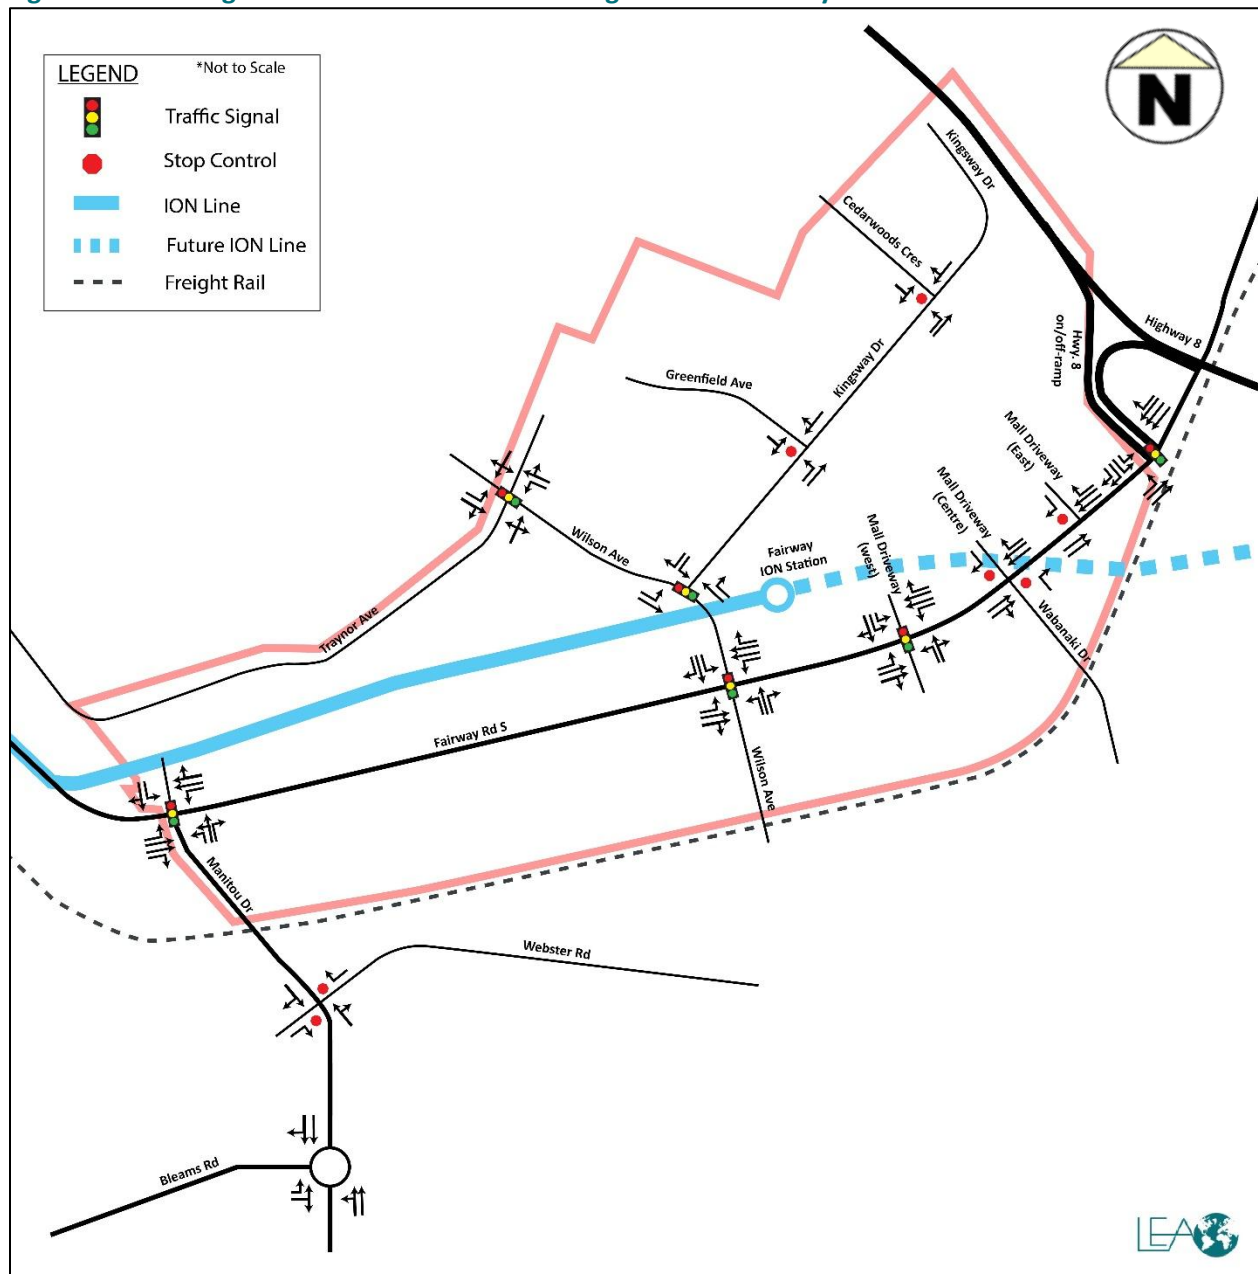 LEGEND
*Not to Scale
Traffic Signal
Stop Control
ION Line
Future ION Line
Freight Rail
N
Kingsway Dr
Cedarwoods Cres
Highway 8
Hwy. 8
on/off-ramp
Kingsway Dr
Greenfield Ave
Mall Driveway
(East)
Mall Driveway
(Centre)
Mall Driveway
(west)
Wilson Ave
Fairway
ION Station
Traynor Ave
Wabanaki Dr
Fairway Rd S
Wilson Ave
Manitou Dr
Webster Rd
Bleams Rd
LEA